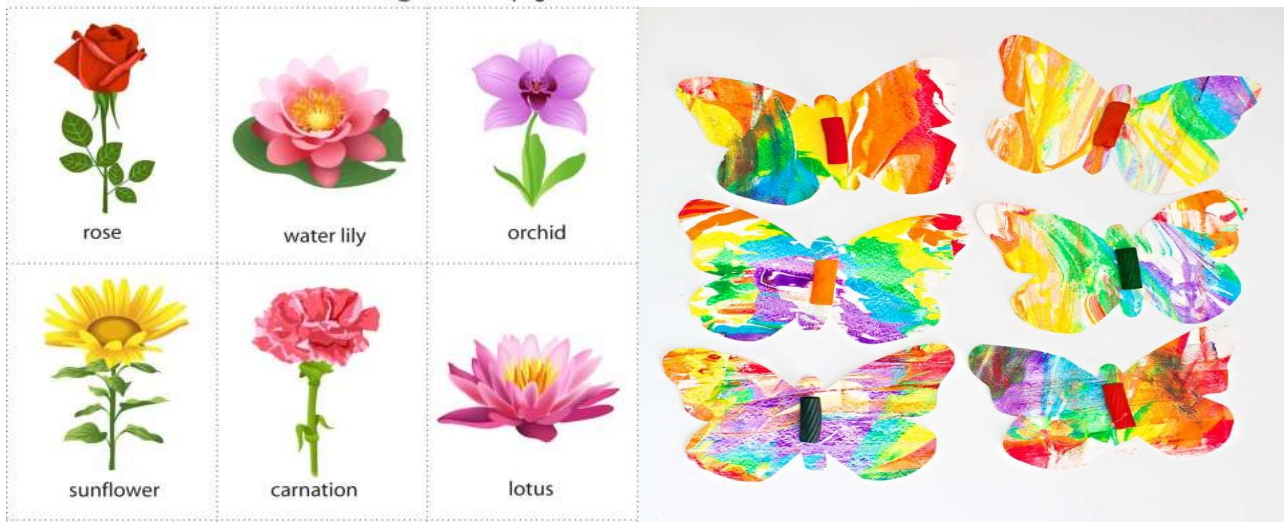 rose
water lily
orchid
sunflower
carnation
lotus